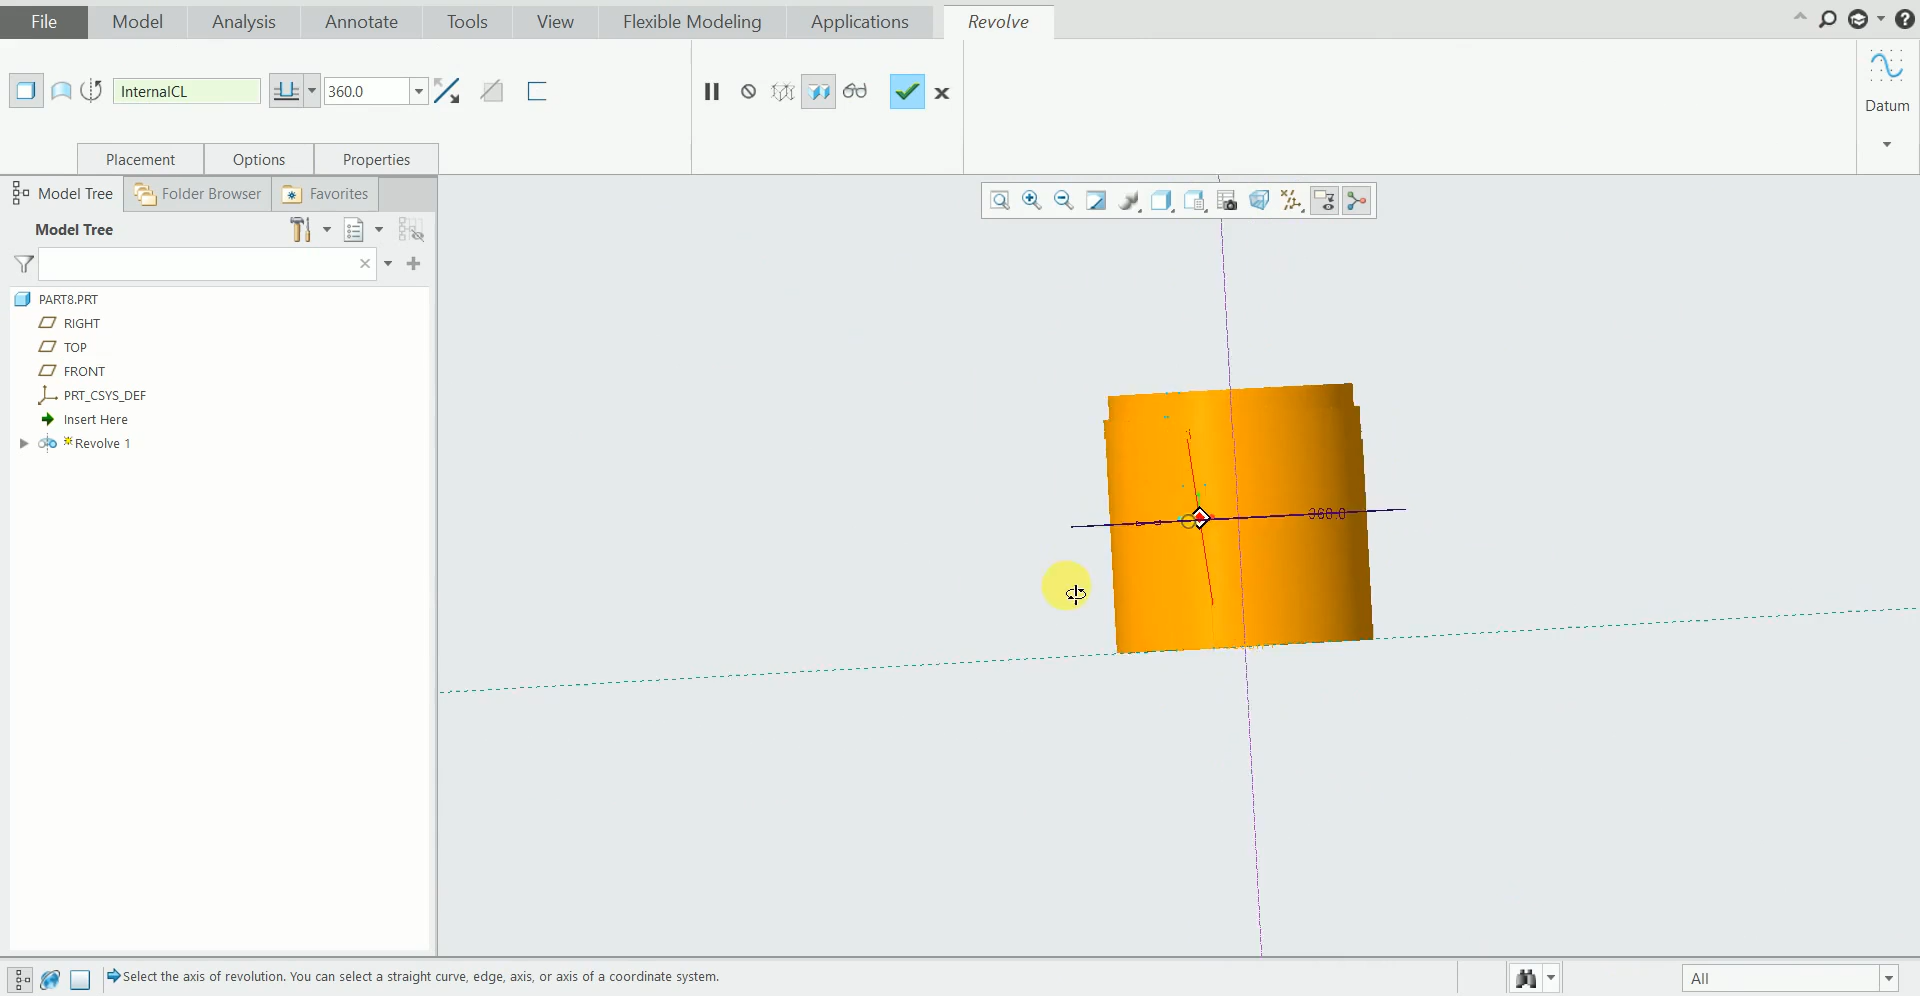 File Model Analysis Annotate Tools View Flexible Modeling Applications Revolve
InternalCL 360.0
Datum
Placement Options Properties
Model Tree Folder Browser Favorites
Model Tree
PART8.PRT
RIGHT
TOP
FRONT
PRT_CSYS_DEF
Insert Here
Revolve 1
360.0
Select the axis of revolution. You can select a straight curve, edge, axis, or axis of a coordinate system.
All